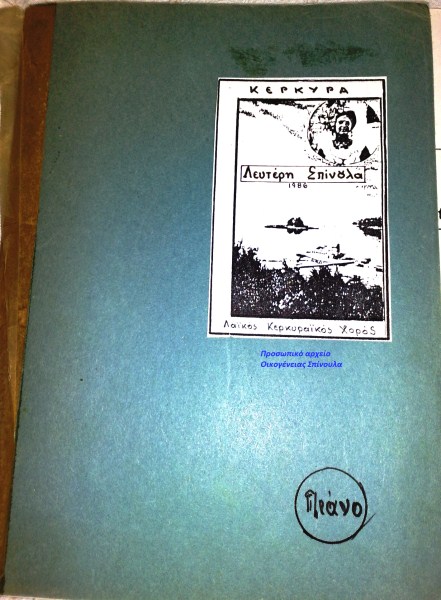 ΚΕΡΚΥΡΑ
Λευτέρη Σπίνουλα
1986
Λαϊκός Κερκυραϊκός Χορός
Προσωπικό αρχείο
Οικογένειας Σπίνουλα
Πιάνο